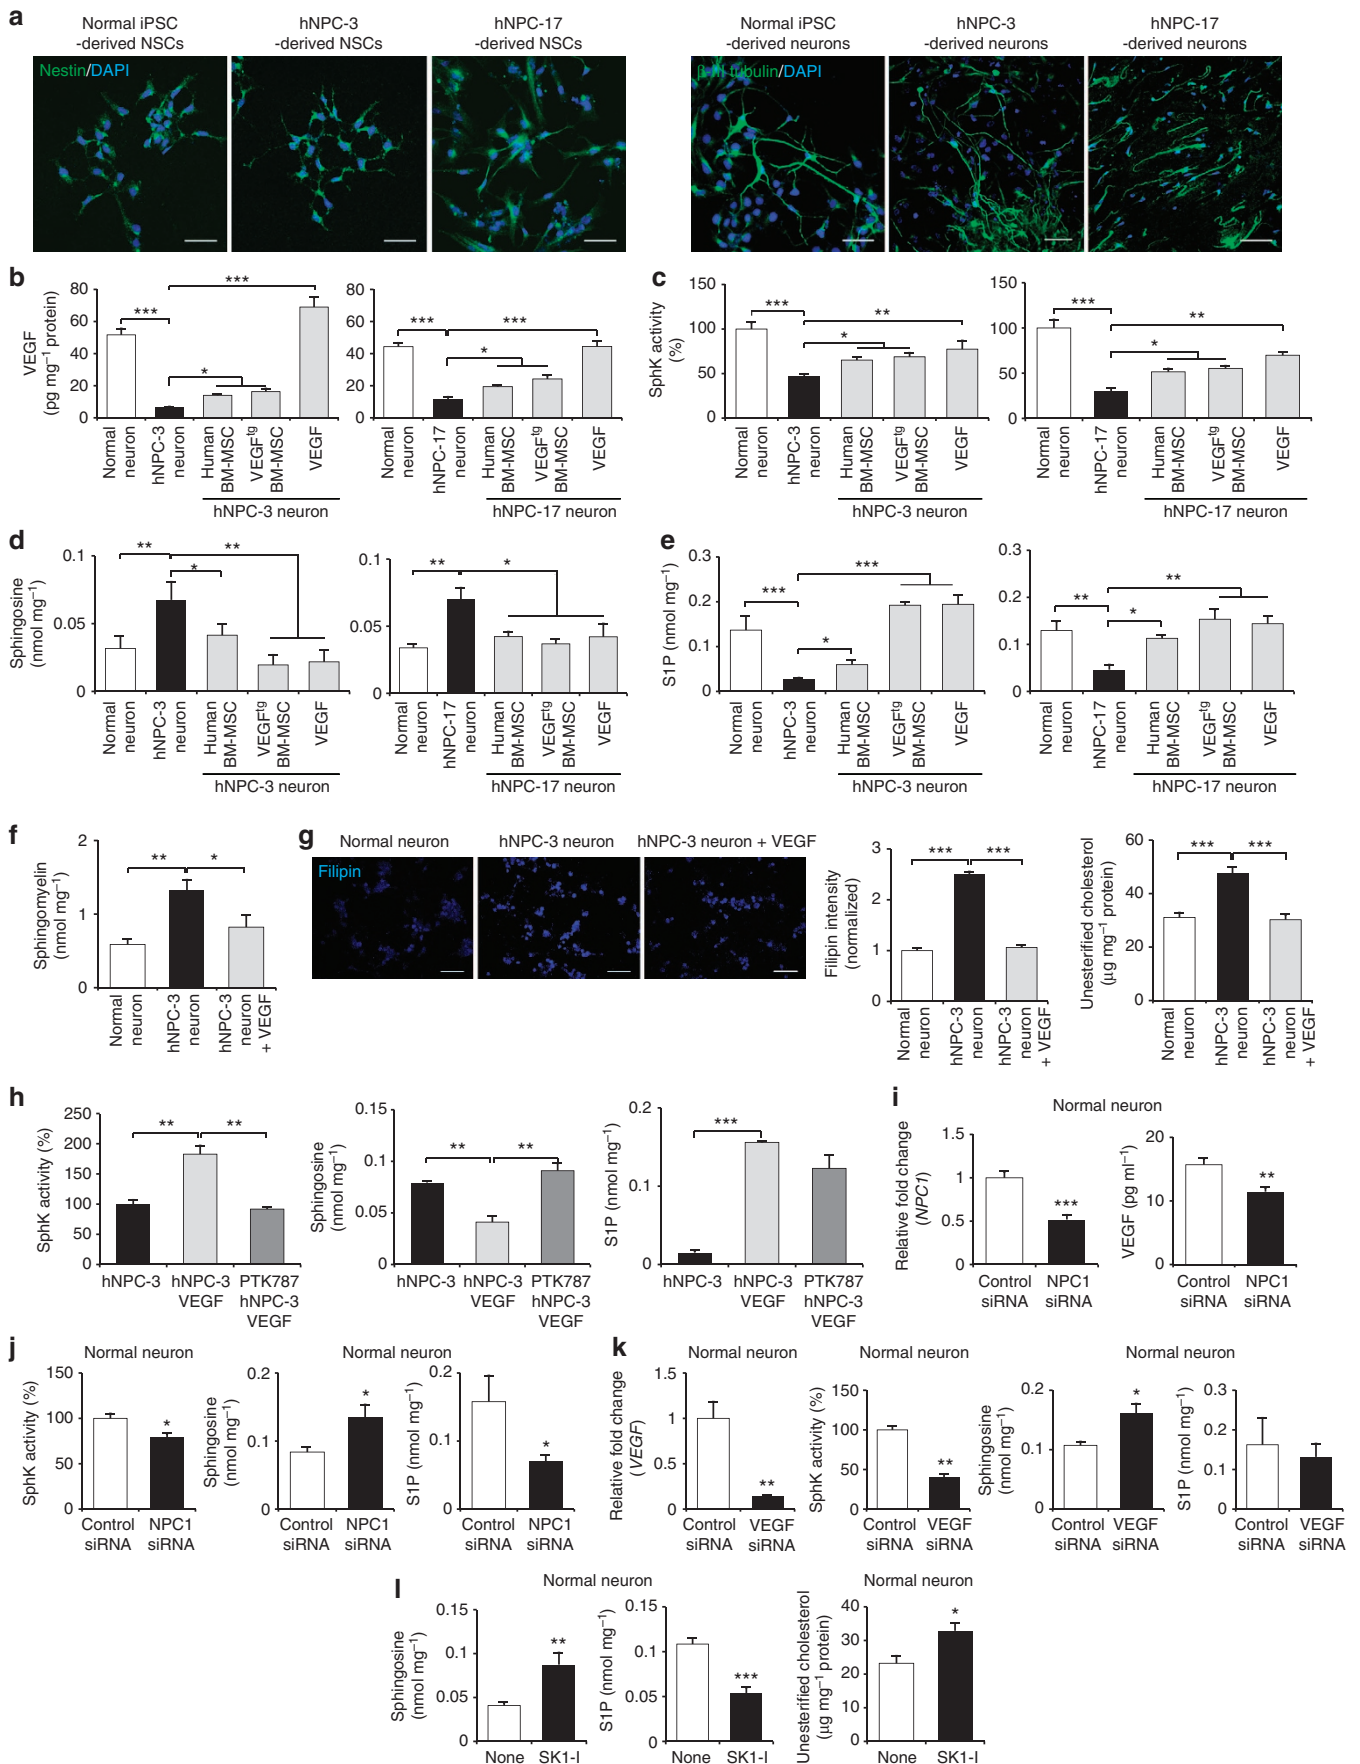 a
Normal iPSC
-derived NSCs
hNPC-3
-derived NSCs
hNPC-17
-derived NSCs
Normal iPSC
-derived neurons
hNPC-3
-derived neurons
hNPC-17
-derived neurons
Nestin/DAPI
β-III tubulin/DAPI
b
VEGF
(pg mg⁻¹ protein)
80
60
40
20
0
***
***
*
Normal
neuron
hNPC-3
neuron
Human
BM-MSC
VEGFᵗᵍ
BM-MSC
VEGF
hNPC-3 neuron
80
60
40
20
0
***
***
*
Normal
neuron
hNPC-17
neuron
Human
BM-MSC
VEGFᵗᵍ
BM-MSC
VEGF
hNPC-17 neuron
c
SphK activity
(%)
150
100
50
0
***
**
*
Normal
neuron
hNPC-3
neuron
Human
BM-MSC
VEGFᵗᵍ
BM-MSC
VEGF
hNPC-3 neuron
150
100
50
0
***
**
*
Normal
neuron
hNPC-17
neuron
Human
BM-MSC
VEGFᵗᵍ
BM-MSC
VEGF
hNPC-17 neuron
d
Sphingosine
(nmol mg⁻¹)
0.1
0.05
0
**
**
*
Normal
neuron
hNPC-3
neuron
Human
BM-MSC
VEGFᵗᵍ
BM-MSC
VEGF
hNPC-3 neuron
0.1
0.05
0
**
*
Normal
neuron
hNPC-17
neuron
Human
BM-MSC
VEGFᵗᵍ
BM-MSC
VEGF
hNPC-17 neuron
e
S1P (nmol mg⁻¹)
0.3
0.2
0.1
0
***
***
*
Normal
neuron
hNPC-3
neuron
Human
BM-MSC
VEGFᵗᵍ
BM-MSC
VEGF
hNPC-3 neuron
0.3
0.2
0.1
0
**
**
*
Normal
neuron
hNPC-17
neuron
Human
BM-MSC
VEGFᵗᵍ
BM-MSC
VEGF
hNPC-17 neuron
f
Sphingomyelin
(nmol mg⁻¹)
2
1
0
**
*
Normal
neuron
hNPC-3
neuron
hNPC-3
neuron
+ VEGF
g
Normal neuron
hNPC-3 neuron
hNPC-3 neuron + VEGF
Filipin
Filipin intensity
(normalized)
3
2
1
0
***
***
Normal
neuron
hNPC-3
neuron
hNPC-3
neuron
+ VEGF
Unesterified cholesterol
(µg mg⁻¹ protein)
60
40
20
0
***
***
Normal
neuron
hNPC-3
neuron
hNPC-3
neuron
+ VEGF
h
SphK activity (%)
250
200
150
100
50
0
**
**
hNPC-3
hNPC-3
VEGF
PTK787
hNPC-3
VEGF
Sphingosine
(nmol mg⁻¹)
0.15
0.1
0.05
0
**
**
hNPC-3
hNPC-3
VEGF
PTK787
hNPC-3
VEGF
S1P (nmol mg⁻¹)
0.2
0.1
0
***
hNPC-3
hNPC-3
VEGF
PTK787
hNPC-3
VEGF
i
Normal neuron
Relative fold change
(NPC1)
1.5
1
0.5
0
***
Control
siRNA
NPC1
siRNA
VEGF (pg ml⁻¹)
20
10
0
**
Control
siRNA
NPC1
siRNA
j
Normal neuron
SphK activity (%)
150
100
50
0
*
Control
siRNA
NPC1
siRNA
Normal neuron
Sphingosine
(nmol mg⁻¹)
0.2
0.1
0
*
Control
siRNA
NPC1
siRNA
S1P (nmol mg⁻¹)
0.2
0.1
0
*
Control
siRNA
NPC1
siRNA
k
Normal neuron
Relative fold change
(VEGF)
1.5
1
0.5
0
**
Control
siRNA
VEGF
siRNA
Normal neuron
SphK activity (%)
150
100
50
0
**
Control
siRNA
VEGF
siRNA
Normal neuron
Sphingosine
(nmol mg⁻¹)
0.2
0.1
0
*
Control
siRNA
VEGF
siRNA
S1P (nmol mg⁻¹)
0.3
0.2
0.1
0
Control
siRNA
VEGF
siRNA
l
Normal neuron
Sphingosine
(nmol mg⁻¹)
0.15
0.1
0.05
0
**
None
SK1-I
S1P (nmol mg⁻¹)
0.15
0.1
0.05
0
***
None
SK1-I
Normal neuron
Unesterified cholesterol
(µg mg⁻¹ protein)
40
30
20
10
0
*
None
SK1-I